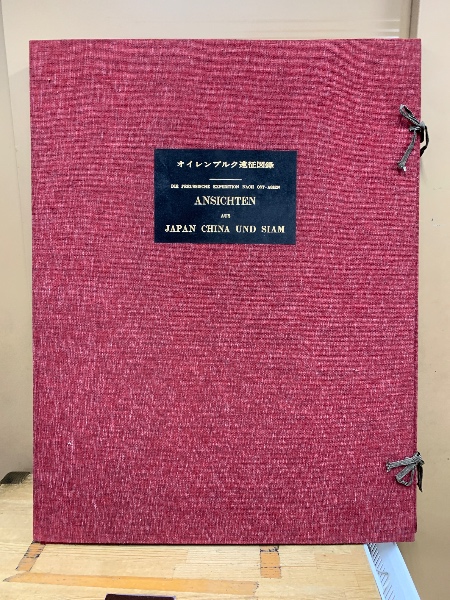 オイレンブルク遠征図録
DIE PREUSSISCHE EXPEDITION NACH OST-ASIEN
ANSICHTEN
AUS
JAPAN CHINA UND SIAM